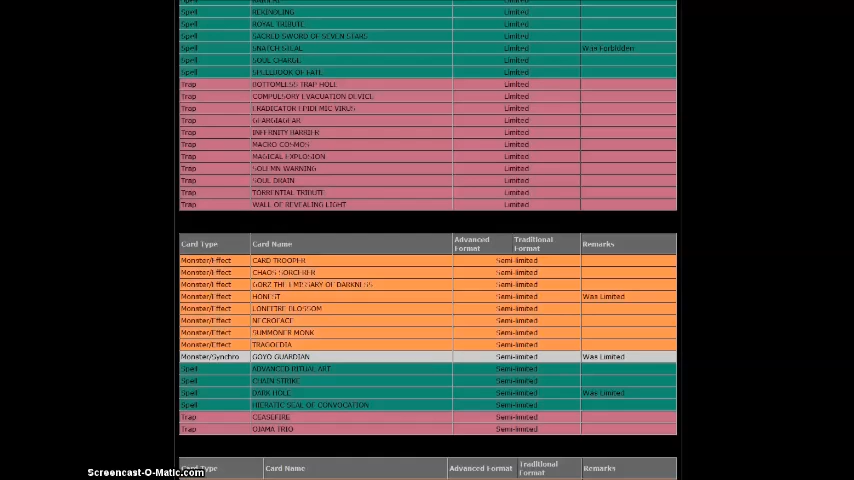 Spell REKINDLING Limited
Spell ROYAL TRIBUTE Limited
Spell SACRED SWORD OF SEVEN STARS Limited
Spell SNATCH STEAL Limited Was Forbidden
Spell SOUL CHARGE Limited
Spell SPELLBOOK OF FATE Limited
Trap BOTTOMLESS TRAP HOLE Limited
Trap COMPULSORY EVACUATION DEVICE Limited
Trap ERADICATOR EPIDEMIC VIRUS Limited
Trap GEARGIAGEAR Limited
Trap INFERNITY BARRIER Limited
Trap MACRO COSMOS Limited
Trap MAGICAL EXPLOSION Limited
Trap SOLEMN WARNING Limited
Trap SOUL DRAIN Limited
Trap TORRENTIAL TRIBUTE Limited
Trap WALL OF REVEALING LIGHT Limited
Card Type Card Name Advanced Format Traditional Format Remarks
Monster/Effect CARD TROOPER Semi-limited
Monster/Effect CHAOS SORCERER Semi-limited
Monster/Effect GORZ THE EMISSARY OF DARKNESS Semi-limited
Monster/Effect HONEST Semi-limited Was Limited
Monster/Effect LONEFIRE BLOSSOM Semi-limited
Monster/Effect NECROFACE Semi-limited
Monster/Effect SUMMONER MONK Semi-limited
Monster/Effect TRAGOEDIA Semi-limited
Monster/Synchro GOYO GUARDIAN Semi-limited Was Limited
Spell ADVANCED RITUAL ART Semi-limited
Spell CHAIN STRIKE Semi-limited
Spell DARK HOLE Semi-limited Was Limited
Spell HIERATIC SEAL OF CONVOCATION Semi-limited
Trap CEASEFIRE Semi-limited
Trap OJAMA TRIO Semi-limited
Card Type Card Name Advanced Format Traditional Format Remarks
Screencast-O-Matic.com